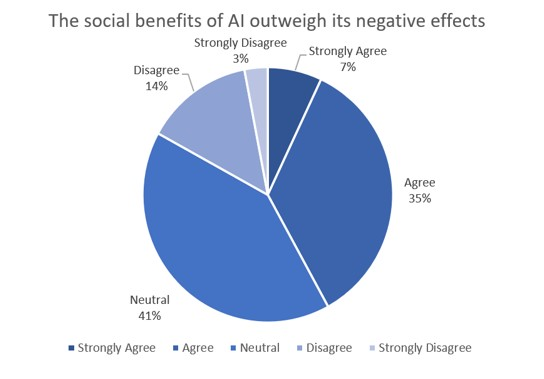 The social benefits of AI outweigh its negative effects
Strongly Disagree
3%
Strongly Agree
7%
Disagree
14%
Agree
35%
Neutral
41%
Strongly Agree
Agree
Neutral
Disagree
Strongly Disagree